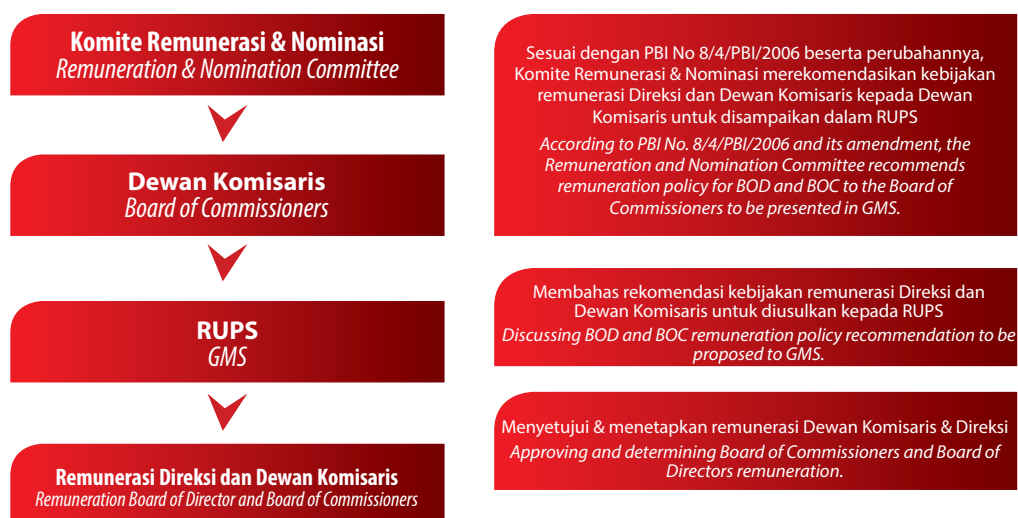 Komite Remunerasi & Nominasi
Remuneration & Nomination Committee
Dewan Komisaris
Board of Commissioners
RUPS
GMS
Remunerasi Direksi dan Dewan Komisaris
Remuneration Board of Director and Board of Commissioners
Sesuai dengan PBI No 8/4/PBI/2006 beserta perubahannya,
Komite Remunerasi & Nominasi merekomendasikan kebijakan
remunerasi Direksi dan Dewan Komisaris kepada Dewan
Komisaris untuk disampaikan dalam RUPS
According to PBI No. 8/4/PBI/2006 and its amendment, the
Remuneration and Nomination Committee recommends
remuneration policy for BOD and BOC to the Board of
Commissioners to be presented in GMS.
Membahas rekomendasi kebijakan remunerasi Direksi dan
Dewan Komisaris untuk diusulkan kepada RUPS
Discussing BOD and BOC remuneration policy recommendation to be
proposed to GMS.
Menyetujui & menetapkan remunerasi Dewan Komisaris & Direksi
Approving and determining Board of Commissioners and Board of
Directors remuneration.